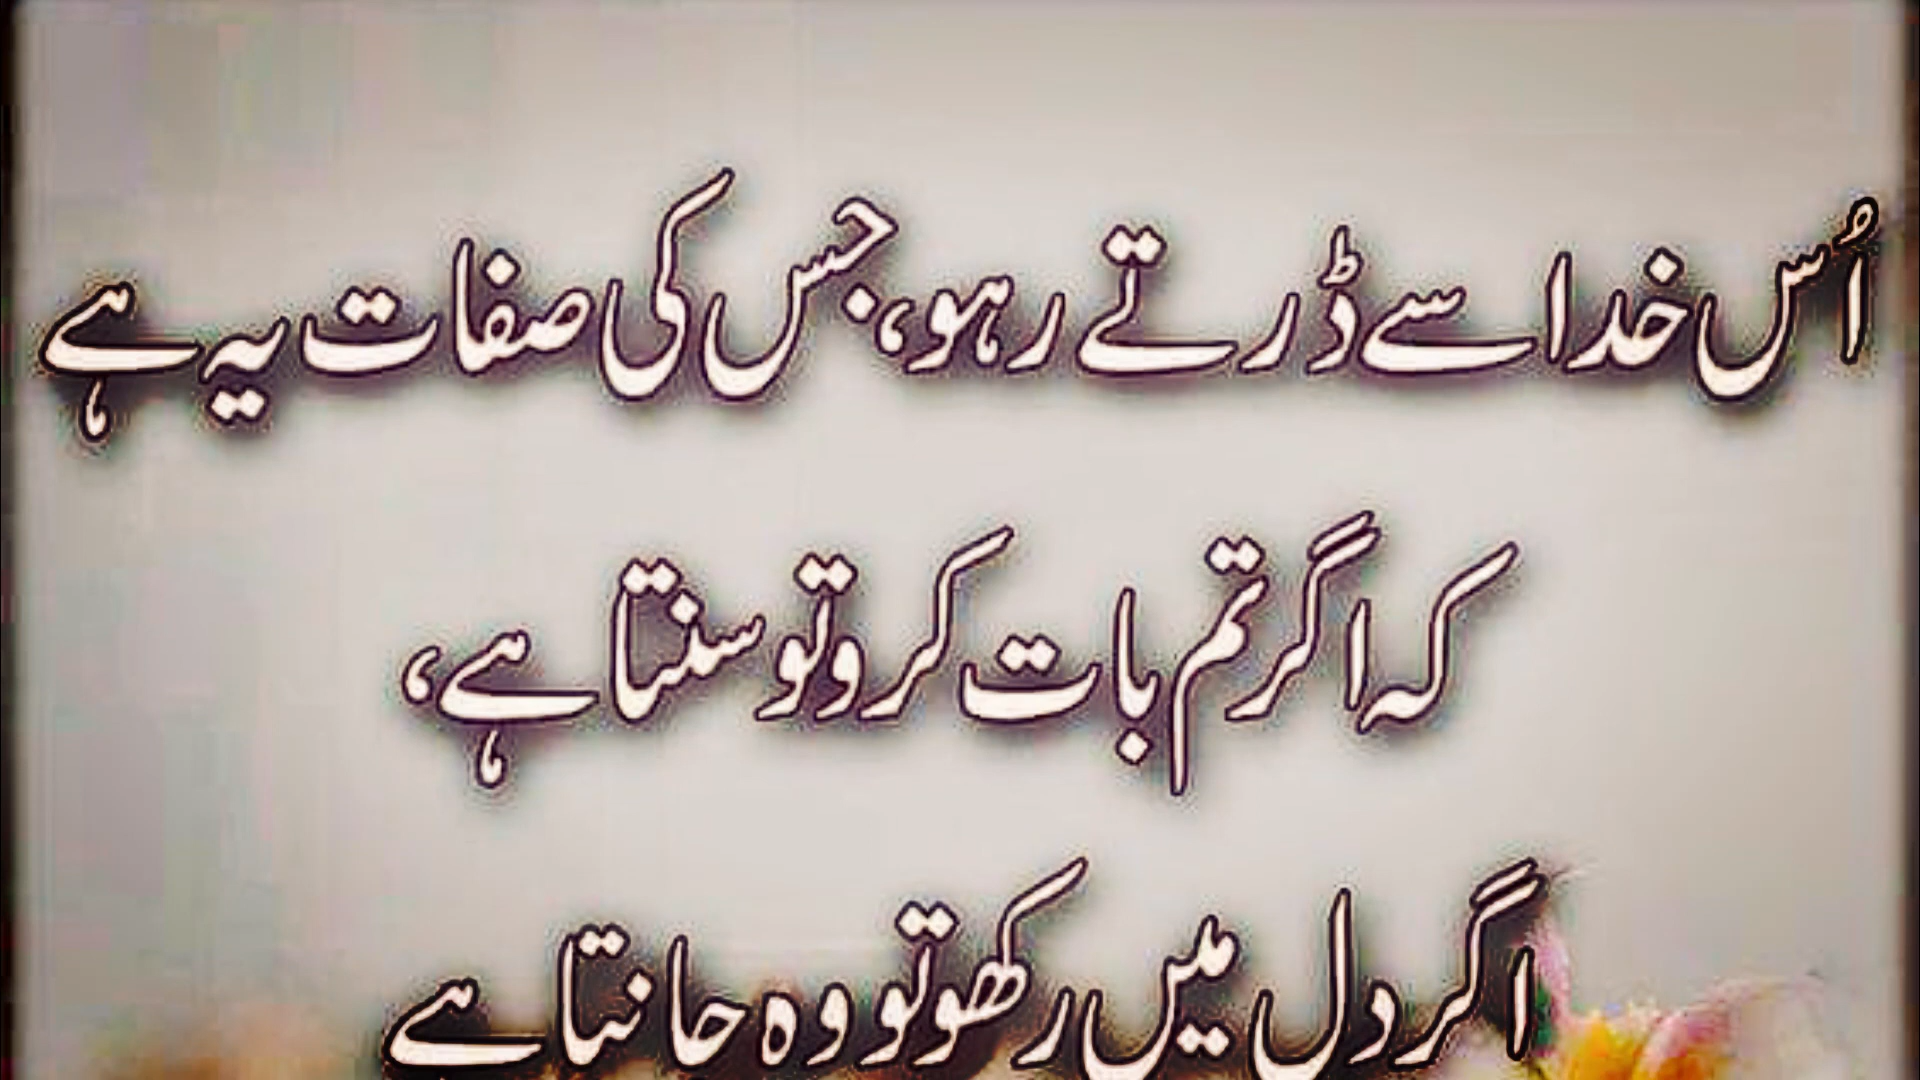 اُس خدا سے ڈرتے رہو، جس کی صفات یہ ہے
کہ اگر تم بات کرو تو سنتا ہے،
اگر دل میں رکھو تو وہ جانتا ہے